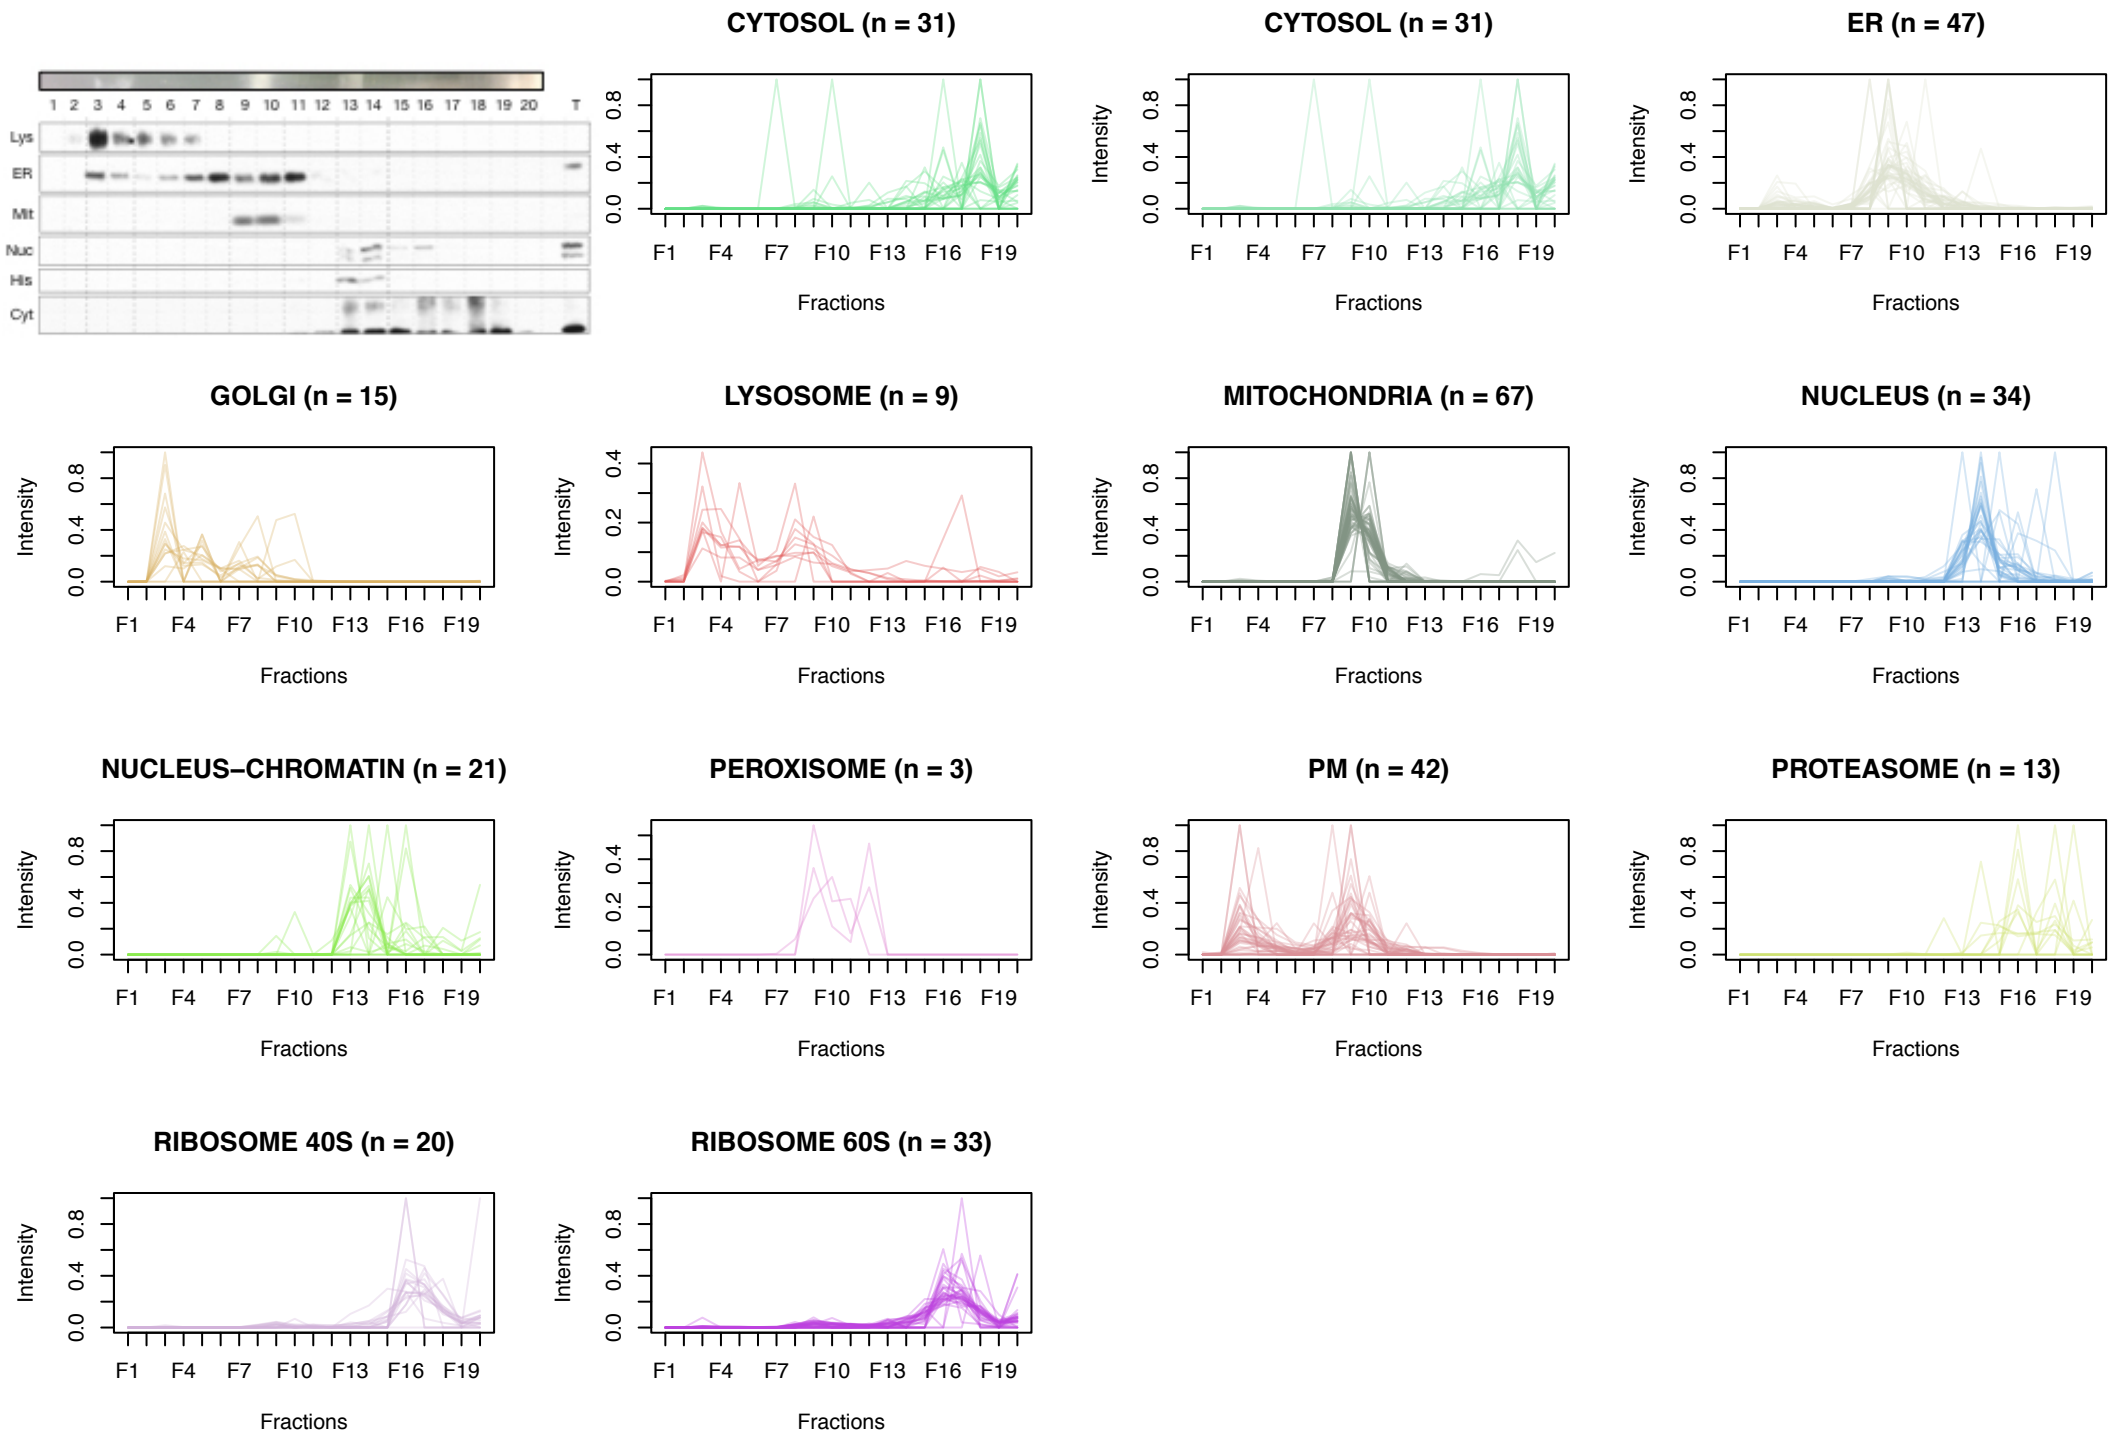 CYTOSOL (n = 31)
CYTOSOL (n = 31)
ER (n = 47)
1 2 3 4 5 6 7 8 9 10 11 12 13 14 15 16 17 18 19 20 T
Lys
ER
Mit
Nuc
His
Cyt
0.0 0.4 0.8
F1 F4 F7 F10 F13 F16 F19
Fractions
Intensity
0.0 0.4 0.8
F1 F4 F7 F10 F13 F16 F19
Fractions
Intensity
0.0 0.4 0.8
F1 F4 F7 F10 F13 F16 F19
Fractions
GOLGI (n = 15)
Intensity
0.0 0.4 0.8
F1 F4 F7 F10 F13 F16 F19
Fractions
LYSOSOME (n = 9)
Intensity
0.0 0.2 0.4
F1 F4 F7 F10 F13 F16 F19
Fractions
MITOCHONDRIA (n = 67)
Intensity
0.0 0.4 0.8
F1 F4 F7 F10 F13 F16 F19
Fractions
NUCLEUS (n = 34)
Intensity
0.0 0.4 0.8
F1 F4 F7 F10 F13 F16 F19
Fractions
NUCLEUS−CHROMATIN (n = 21)
Intensity
0.0 0.4 0.8
F1 F4 F7 F10 F13 F16 F19
Fractions
PEROXISOME (n = 3)
Intensity
0.0 0.2 0.4
F1 F4 F7 F10 F13 F16 F19
Fractions
PM (n = 42)
Intensity
0.0 0.4 0.8
F1 F4 F7 F10 F13 F16 F19
Fractions
PROTEASOME (n = 13)
Intensity
0.0 0.4 0.8
F1 F4 F7 F10 F13 F16 F19
Fractions
RIBOSOME 40S (n = 20)
Intensity
0.0 0.4 0.8
F1 F4 F7 F10 F13 F16 F19
Fractions
RIBOSOME 60S (n = 33)
Intensity
0.0 0.4 0.8
F1 F4 F7 F10 F13 F16 F19
Fractions